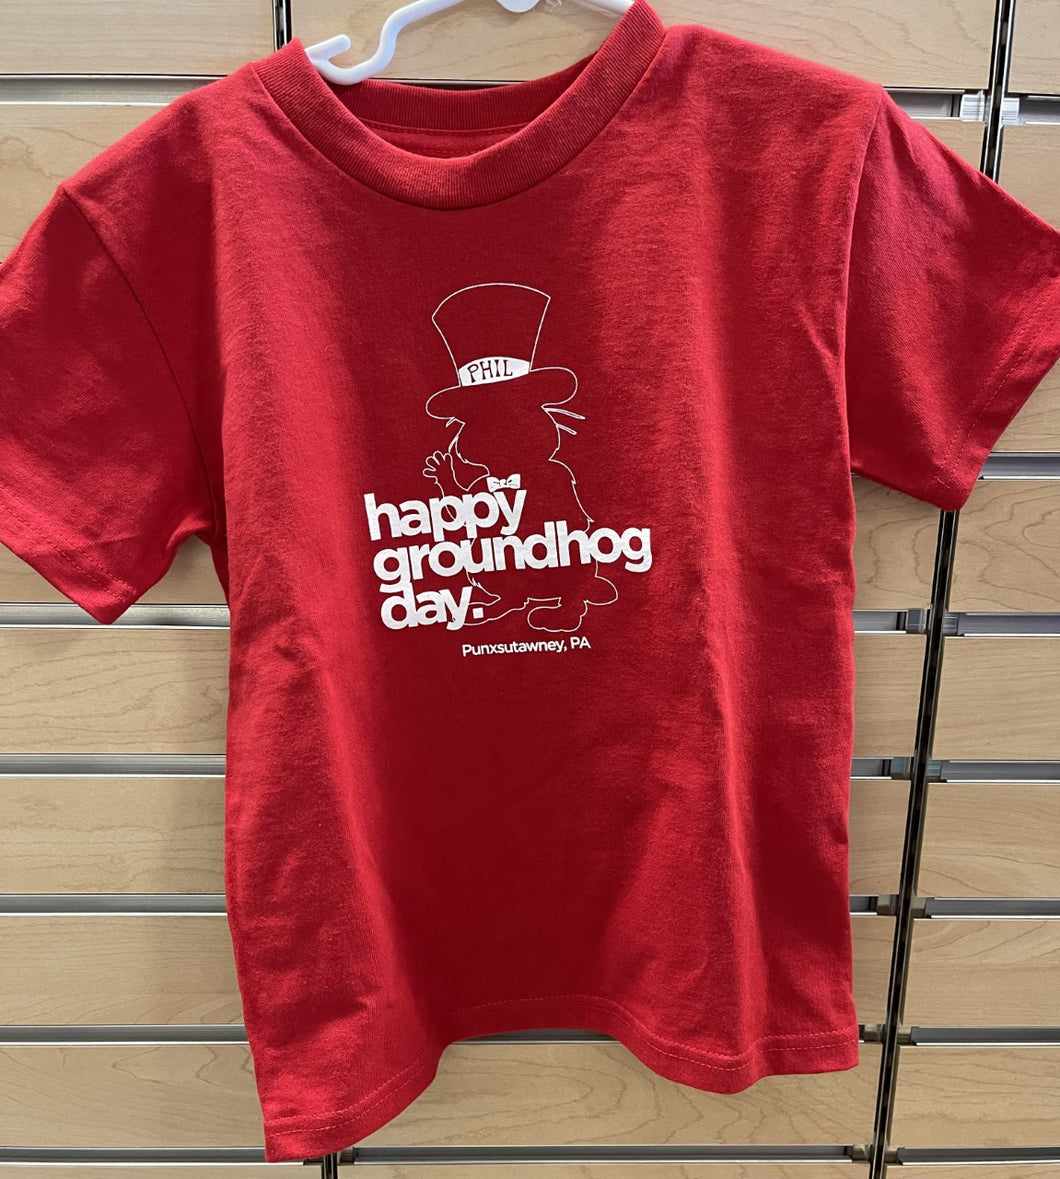 PHIL
happy
groundhog
day.
Punxsutawney, PA